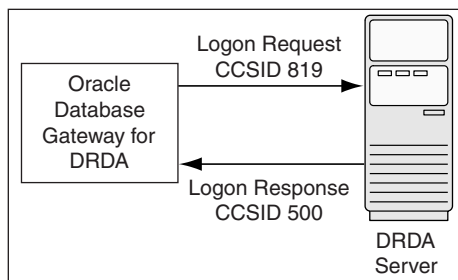 Oracle
Database
Gateway for
DRDA
Logon Request
CCSID 819
Logon Response
CCSID 500
DRDA
Server